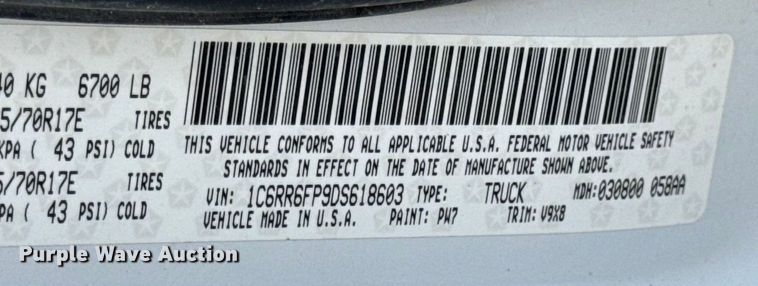 40 KG 6700 LB
5/70R17E TIRES
KPA ( 43 PSI) COLD
5/70R17E TIRES
PA ( 43 PSI) COLD
THIS VEHICLE CONFORMS TO ALL APPLICABLE U.S.A. FEDERAL MOTOR VEHICLE SAFETY
STANDARDS IN EFFECT ON THE DATE OF MANUFACTURE SHOWN ABOVE.
VIN: 1C6RR6FP9DS618603 TYPE: TRUCK MDH:030800 058AA
VEHICLE MADE IN U.S.A. PAINT: PW7 TRIM: V9X8
Purple Wave Auction